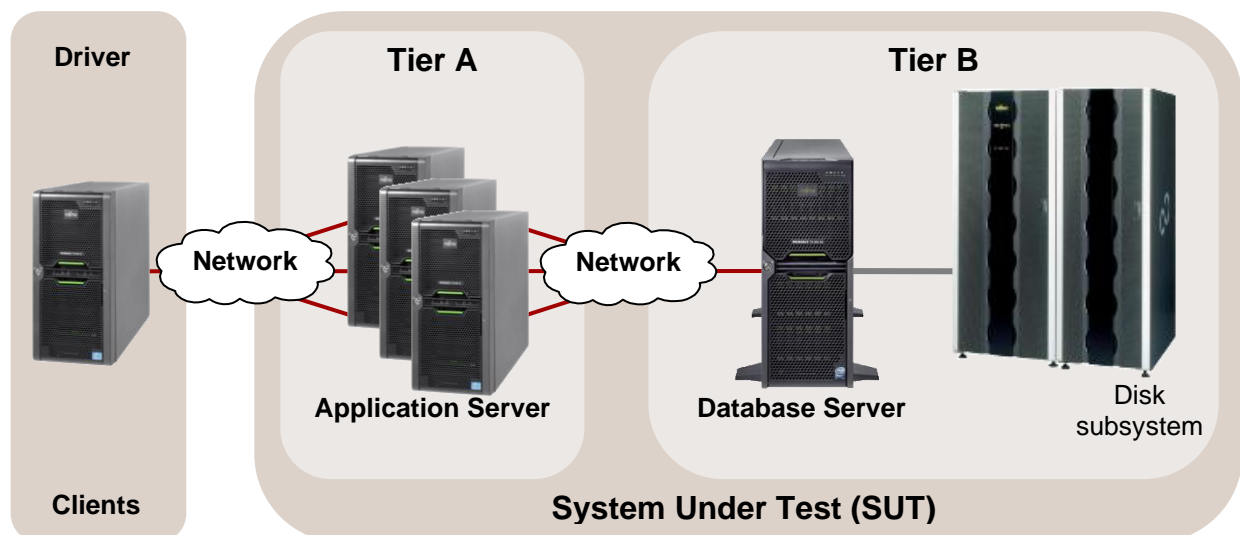 Driver
Tier A
Tier B
Network
Network
Application Server
Database Server
Disk
subsystem
Clients
System Under Test (SUT)